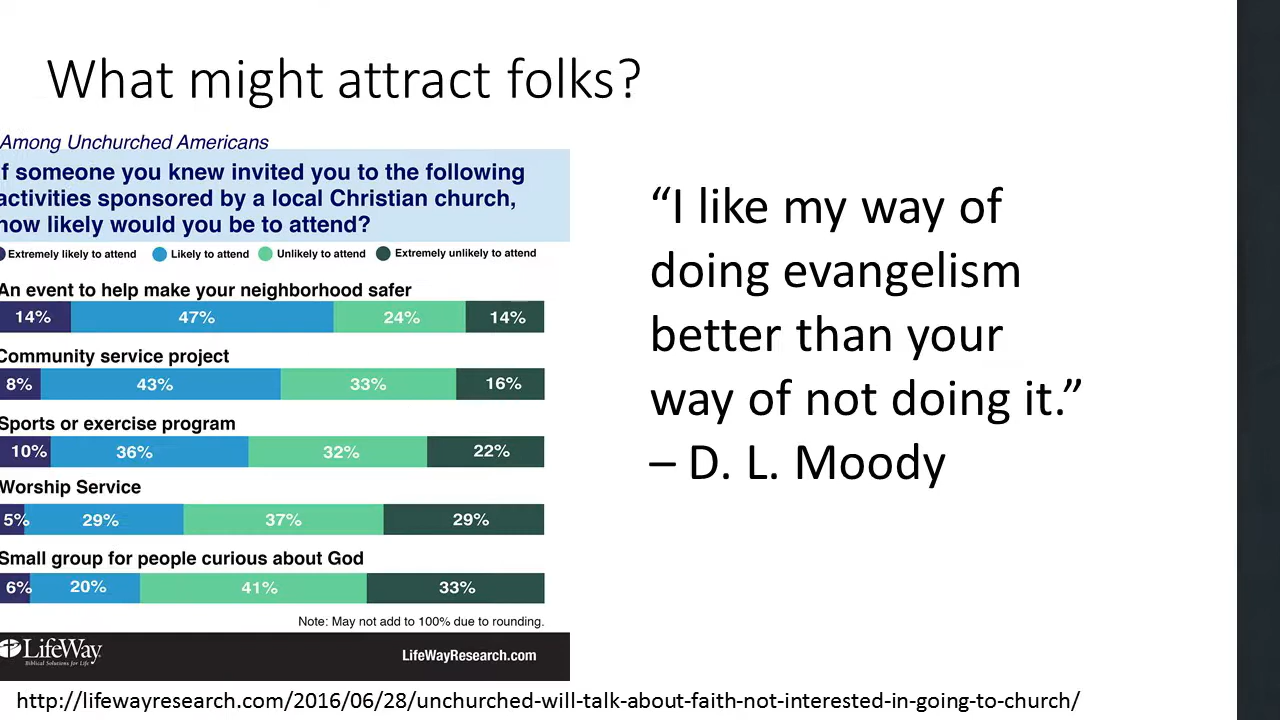 What might attract folks?
Among Unchurched Americans
f someone you knew invited you to the following
activities sponsored by a local Christian church,
how likely would you be to attend?
Extremely likely to attend Likely to attend Unlikely to attend Extremely unlikely to attend
An event to help make your neighborhood safer
14% 47% 24% 14%
Community service project
8% 43% 33% 16%
Sports or exercise program
10% 36% 32% 22%
Worship Service
5% 29% 37% 29%
Small group for people curious about God
6% 20% 41% 33%
Note: May not add to 100% due to rounding.
LifeWay
Biblical Solutions for Life
LifeWayResearch.com
“I like my way of
doing evangelism
better than your
way of not doing it.”
– D. L. Moody
http://lifewayresearch.com/2016/06/28/unchurched-will-talk-about-faith-not-interested-in-going-to-church/